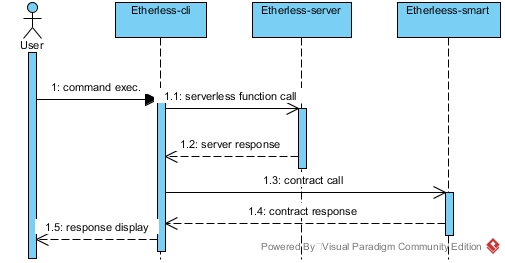 Etherless-cli
Etherless-server
Etherleess-smart
User
1: command exec.
1.1: serverless function call
1.2: server response
1.3: contract call
1.4: contract response
1.5: response display
Powered By Visual Paradigm Community Edition